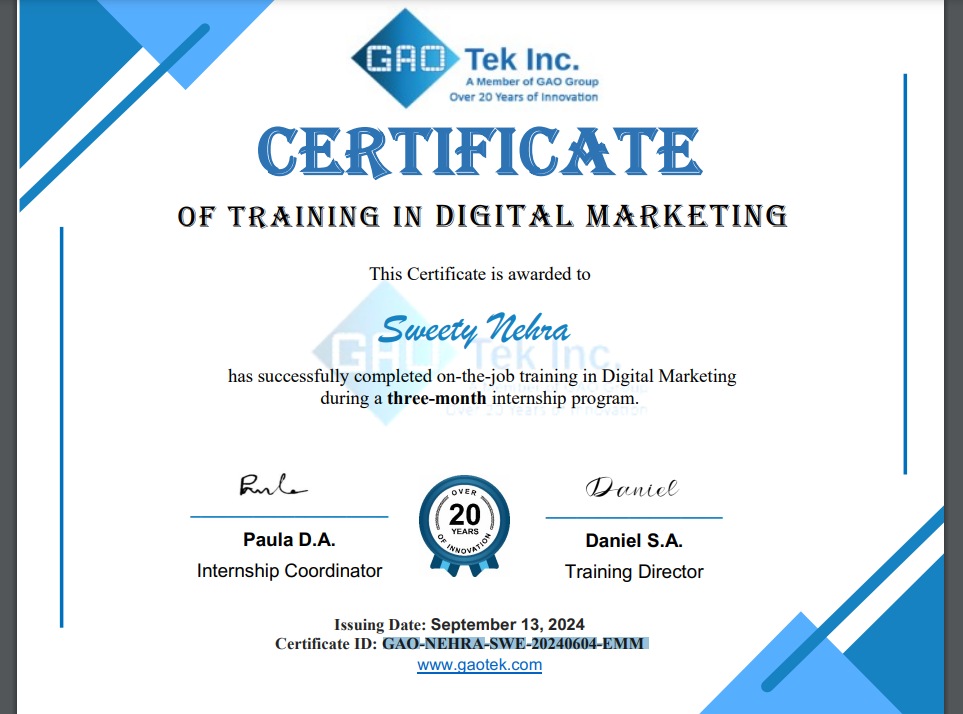 GAO Tek Inc.
A Member of GAO Group
Over 20 Years of Innovation
CERTIFICATE
OF TRAINING IN DIGITAL MARKETING
This Certificate is awarded to
Sweety Nehra
GAO Tek Inc.
has successfully completed on-the-job training in Digital Marketing
during a three-month internship program.
Over 20 Years of Innovation
Paula
Daniel
OVER
20
YEARS
OF INNOVATION
Paula D.A.
Daniel S.A.
Internship Coordinator
Training Director
Issuing Date: September 13, 2024
Certificate ID: GAO-NEHRA-SWE-20240604-EMM
www.gaotek.com